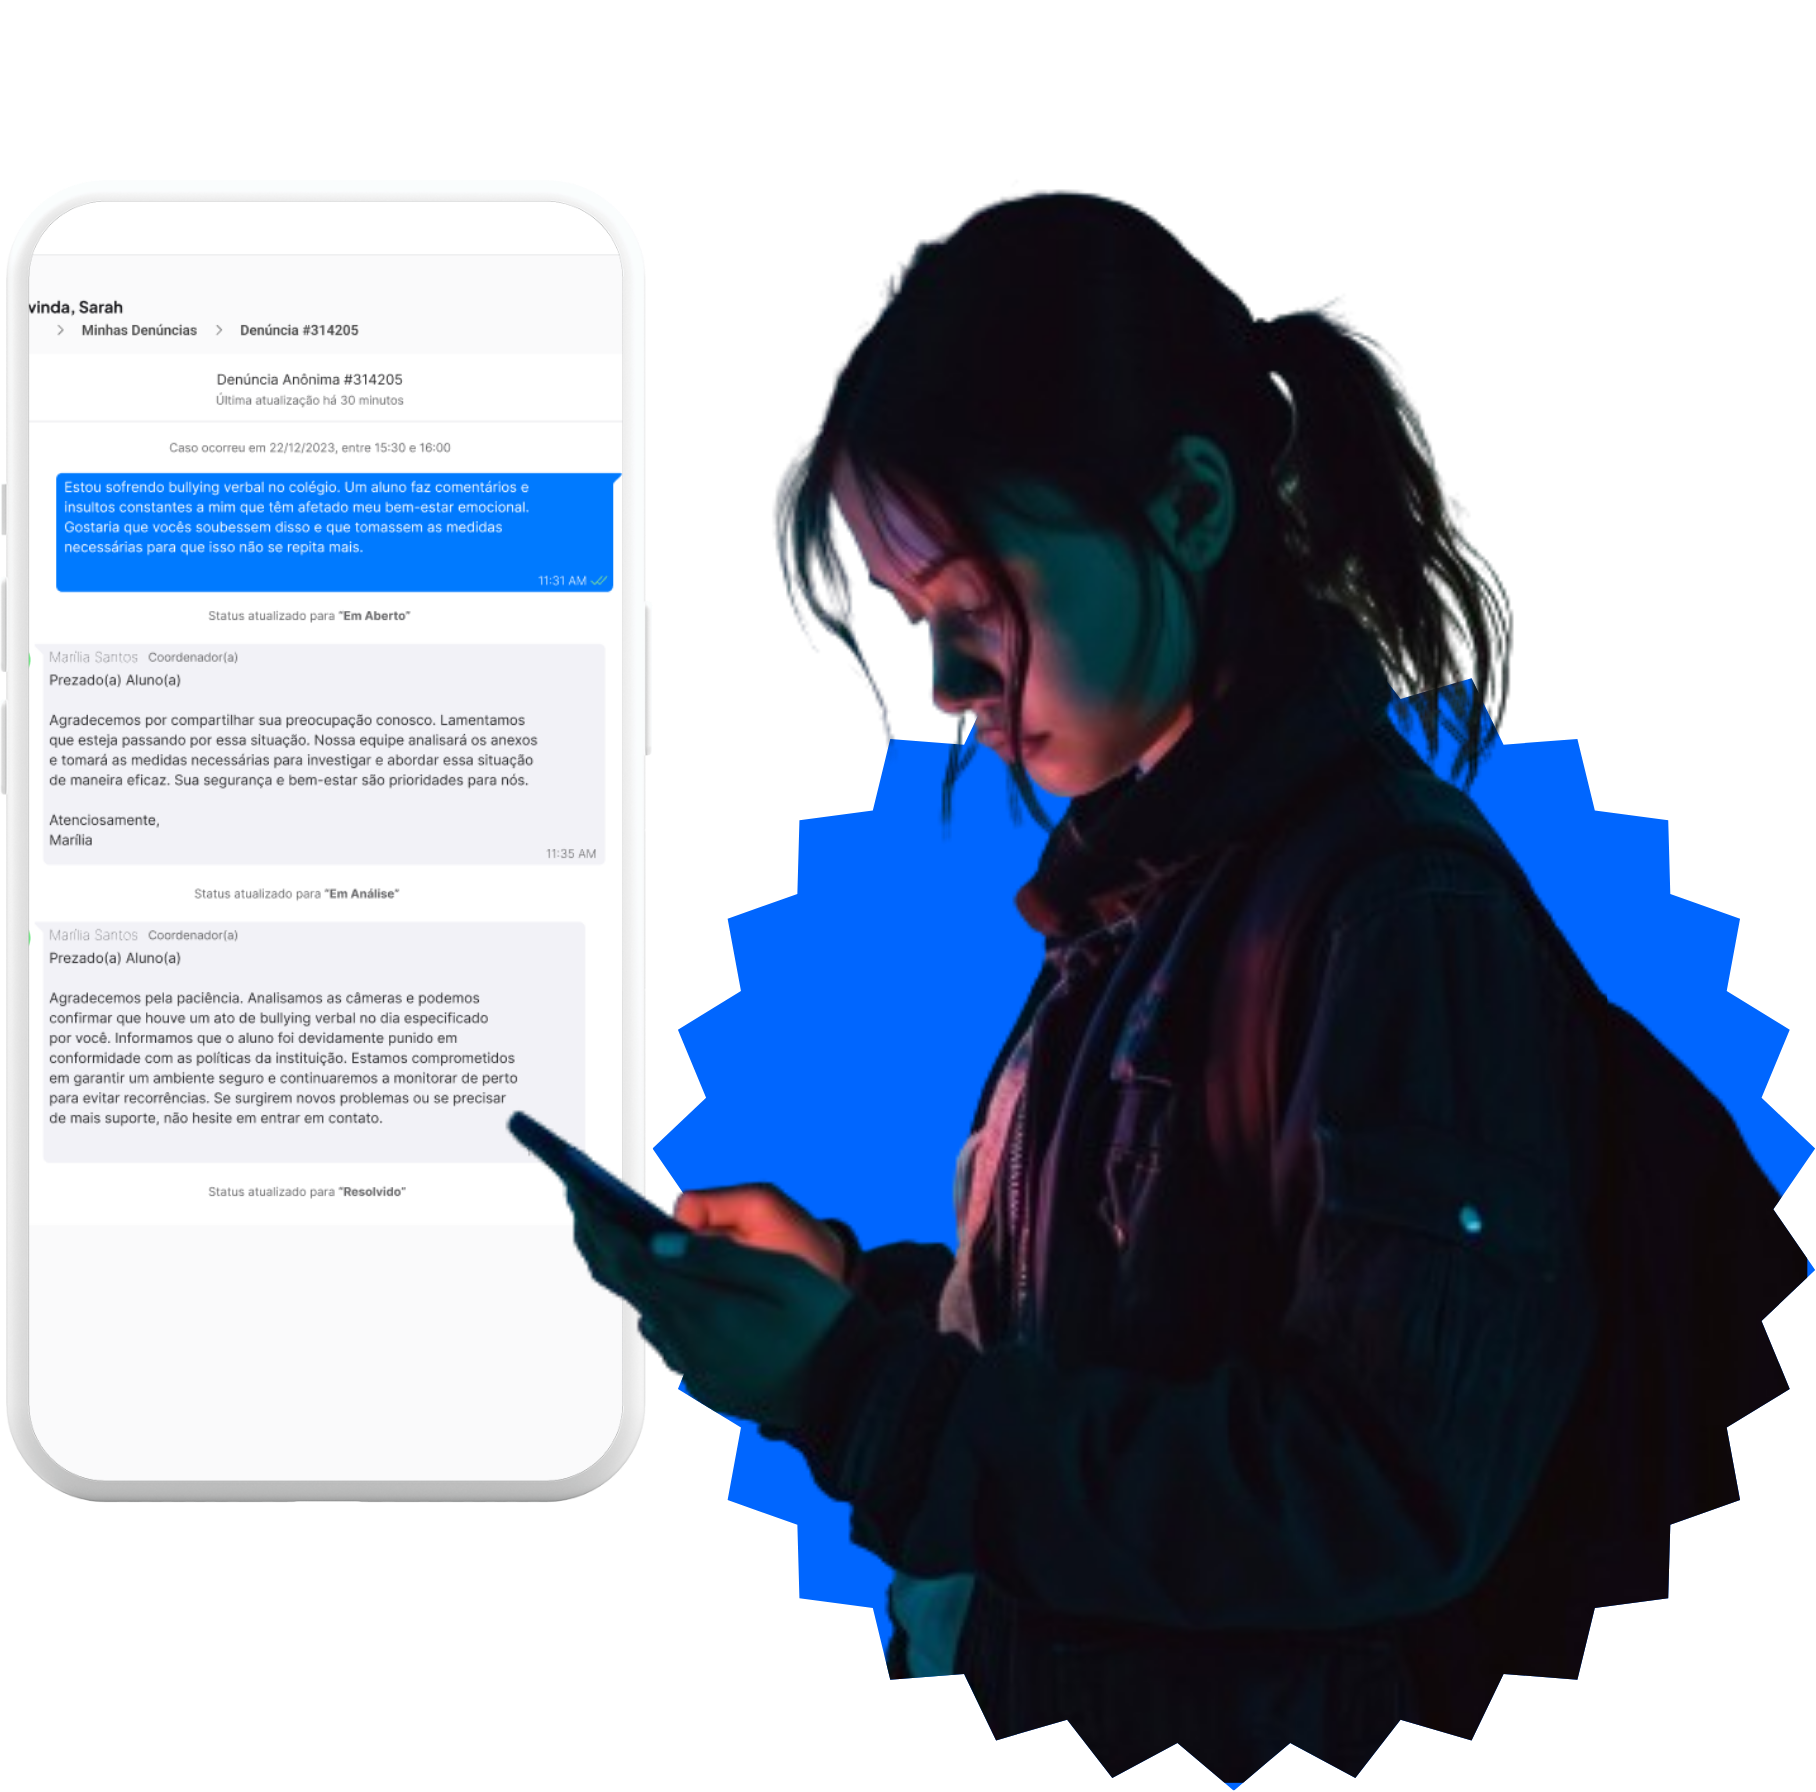 vinda, Sarah
> Minhas Denúncias > Denúncia #314205
Denúncia Anônima #314205
Última atualização há 30 minutos
Caso ocorreu em 22/12/2023, entre 15:30 e 16:00
Estou sofrendo bullying verbal no colégio. Um aluno faz comentários e
insultos constantes a mim que têm afetado meu bem-estar emocional.
Gostaria que vocês soubessem disso e que tomassem as medidas
necessárias para que isso não se repita mais.
11:31 AM
Status atualizado para "Em Aberto"
Marília Santos Coordenador(a)
Prezado(a) Aluno(a)
Agradecemos por compartilhar sua preocupação conosco. Lamentamos
que esteja passando por essa situação. Nossa equipe analisará os anexos
e tomará as medidas necessárias para investigar e abordar essa situação
de maneira eficaz. Sua segurança e bem-estar são prioridades para nós.
Atenciosamente,
Marília
11:35 AM
Status atualizado para "Em Análise"
Marília Santos Coordenador(a)
Prezado(a) Aluno(a)
Agradecemos pela paciência. Analisamos as câmeras e podemos
confirmar que houve um ato de bullying verbal no dia especificado
por você. Informamos que o aluno foi devidamente punido em
conformidade com as políticas da instituição. Estamos comprometidos
em garantir um ambiente seguro e continuaremos a monitorar de perto
para evitar recorrências. Se surgirem novos problemas ou se precisar
de mais suporte, não hesite em entrar em contato.
Status atualizado para "Resolvido"